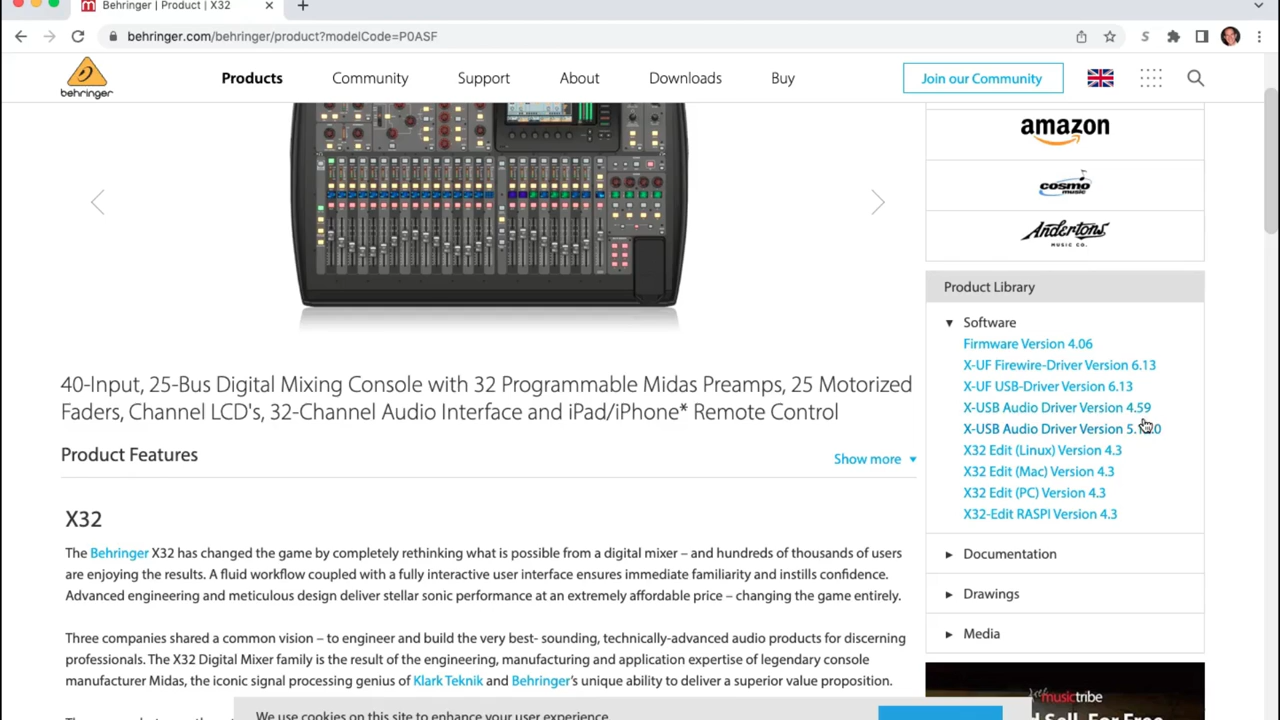 Behringer | Product | X32
behringer.com/behringer/product?modelCode=P0ASF
behringer
Products
Community
Support
About
Downloads
Buy
Join our Community
amazon
cosmo
MUSIC
Andertons
MUSIC CO.
40-Input, 25-Bus Digital Mixing Console with 32 Programmable Midas Preamps, 25 Motorized
Faders, Channel LCD's, 32-Channel Audio Interface and iPad/iPhone* Remote Control
Product Features
Show more
X32
The Behringer X32 has changed the game by completely rethinking what is possible from a digital mixer – and hundreds of thousands of users
are enjoying the results. A fluid workflow coupled with a fully interactive user interface ensures immediate familiarity and instills confidence.
Advanced engineering and meticulous design deliver stellar sonic performance at an extremely affordable price – changing the game entirely.
Three companies shared a common vision – to engineer and build the very best- sounding, technically-advanced audio products for discerning
professionals. The X32 Digital Mixer family is the result of the engineering, manufacturing and application expertise of legendary console
manufacturer Midas, the iconic signal processing genius of Klark Teknik and Behringer's unique ability to deliver a superior value proposition.
Product Library
Software
Firmware Version 4.06
X-UF Firewire-Driver Version 6.13
X-UF USB-Driver Version 6.13
X-USB Audio Driver Version 4.59
X-USB Audio Driver Version
X32 Edit (Linux) Version 4.3
X32 Edit (Mac) Version 4.3
X32 Edit (PC) Version 4.3
X32-Edit RASPI Version 4.3
Documentation
Drawings
Media
musictribe
Sell. For Free
We use cookies on this site to enhance your user experience